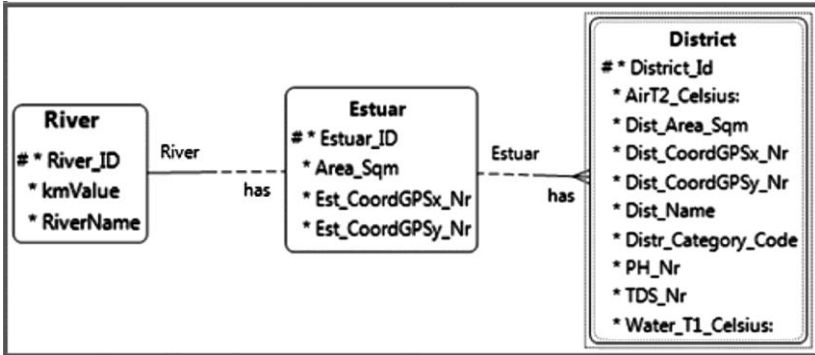 River
# * River_ID
* kmValue
* RiverName
River
has
Estuar
# * Estuar_ID
* Area_Sqm
* Est_CoordGPSx_Nr
* Est_CoordGPSy_Nr
Estuar
has
District
# * District_Id
* AirT2_Celsius:
* Dist_Area_Sqm
* Dist_CoordGPSx_Nr
* Dist_CoordGPSy_Nr
* Dist_Name
* Distr_Category_Code
* PH_Nr
* TDS_Nr
* Water_T1_Celsius: